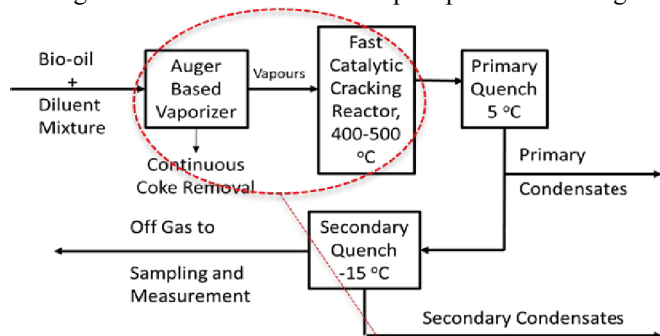 Bio-oil
+
Diluent
Mixture
Auger
Based
Vaporizer
Vapours
Continuous
Coke Removal
Fast
Catalytic
Cracking
Reactor,
400-500
°C
Primary
Quench
5 °C
Primary
Condensates
Off Gas to
Sampling and
Measurement
Secondary
Quench
-15 °C
Secondary Condensates